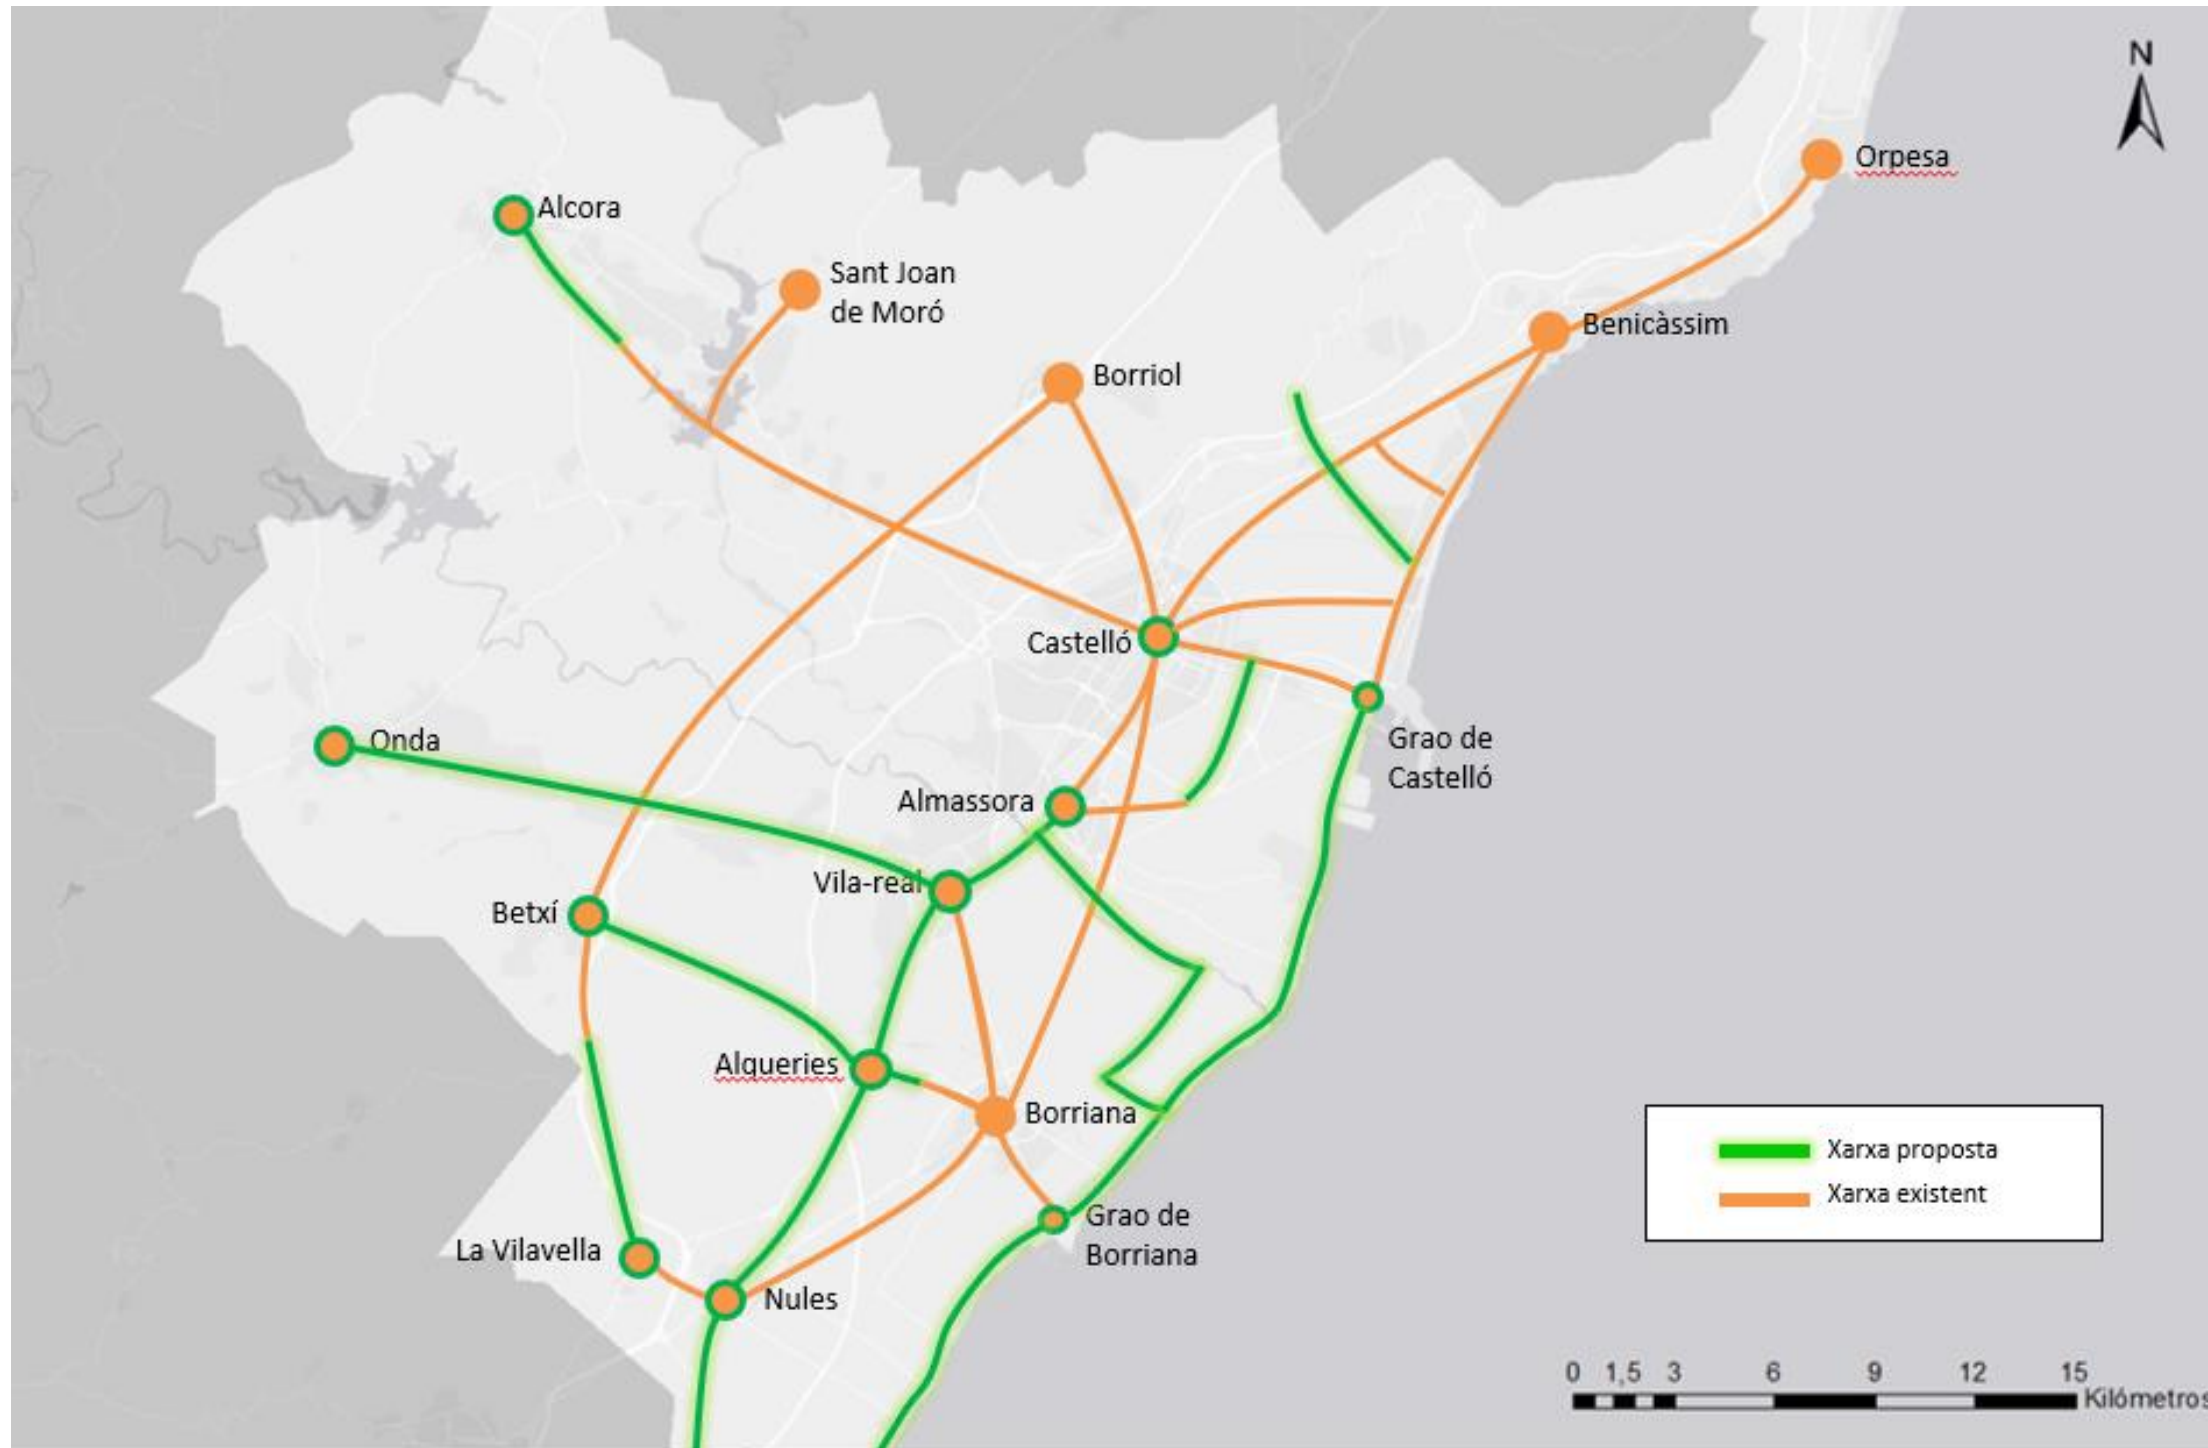 N
Orpesa
Alcora
Sant Joan
de Moró
Benicàssim
Borriol
Castelló
Onda
Grao de
Castelló
Almassora
Vila-real
Betxí
Alqueries
Borriana
Xarxa proposta
Xarxa existent
Grao de
Borriana
La Vilavella
Nules
0 1,5 3 6 9 12 15
Kilómetros